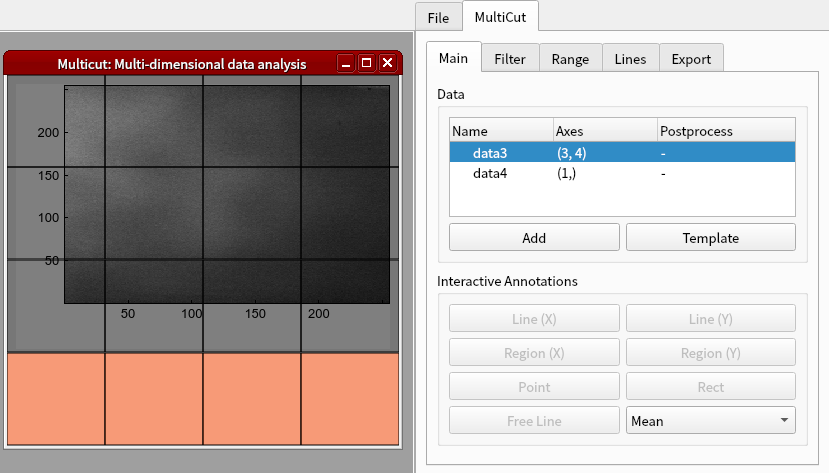 File MultiCut
Multicut: Multi-dimensional data analysis
200
150
100
50
50 100 150 200
Main Filter Range Lines Export
Data
Name Axes Postprocess
data3 (3, 4) -
data4 (1,) -
Add Template
Interactive Annotations
Line (X) Line (Y)
Region (X) Region (Y)
Point Rect
Free Line Mean